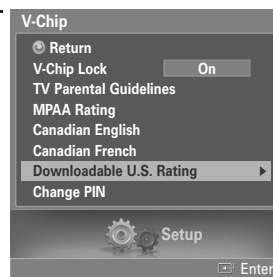 V-Chip
Return
V-Chip Lock On
TV Parental Guidelines
MPAA Rating
Canadian English
Canadian French
Downloadable U.S. Rating
Change PIN
Setup
Enter